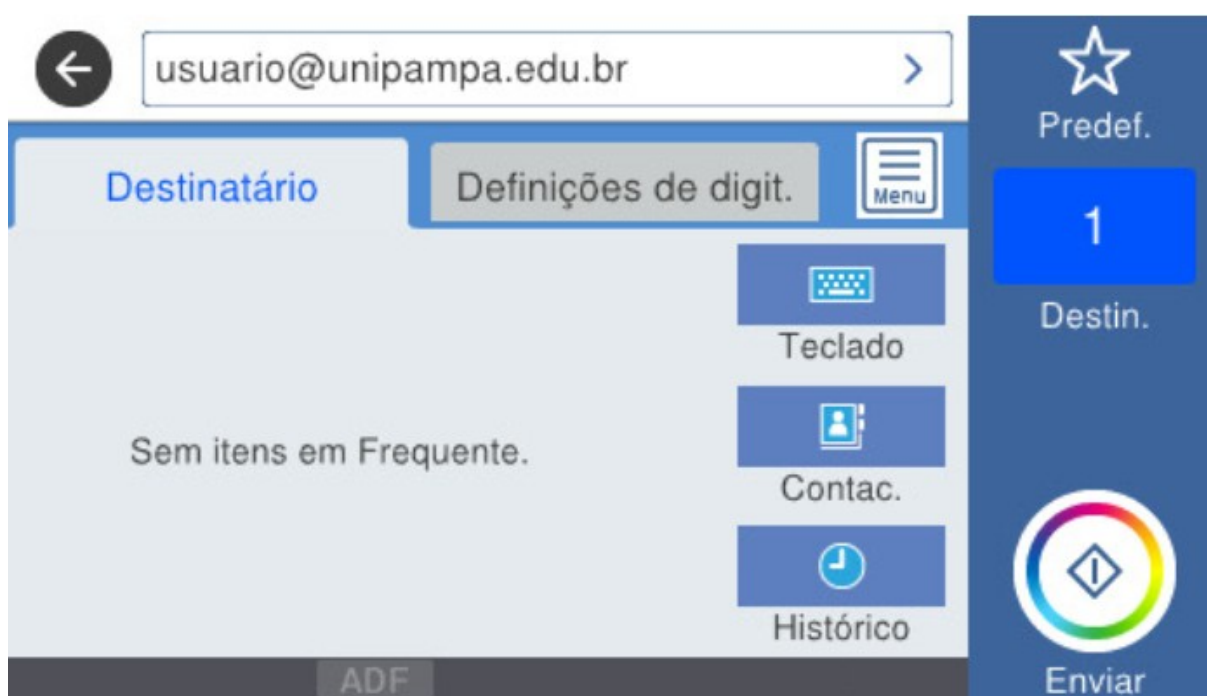 usuario@unipampa.edu.br
Predef.
Destinatário
Definições de digit.
Menu
1
Destin.
Teclado
Sem itens em Frequente.
Contac.
Histórico
ADF
Enviar